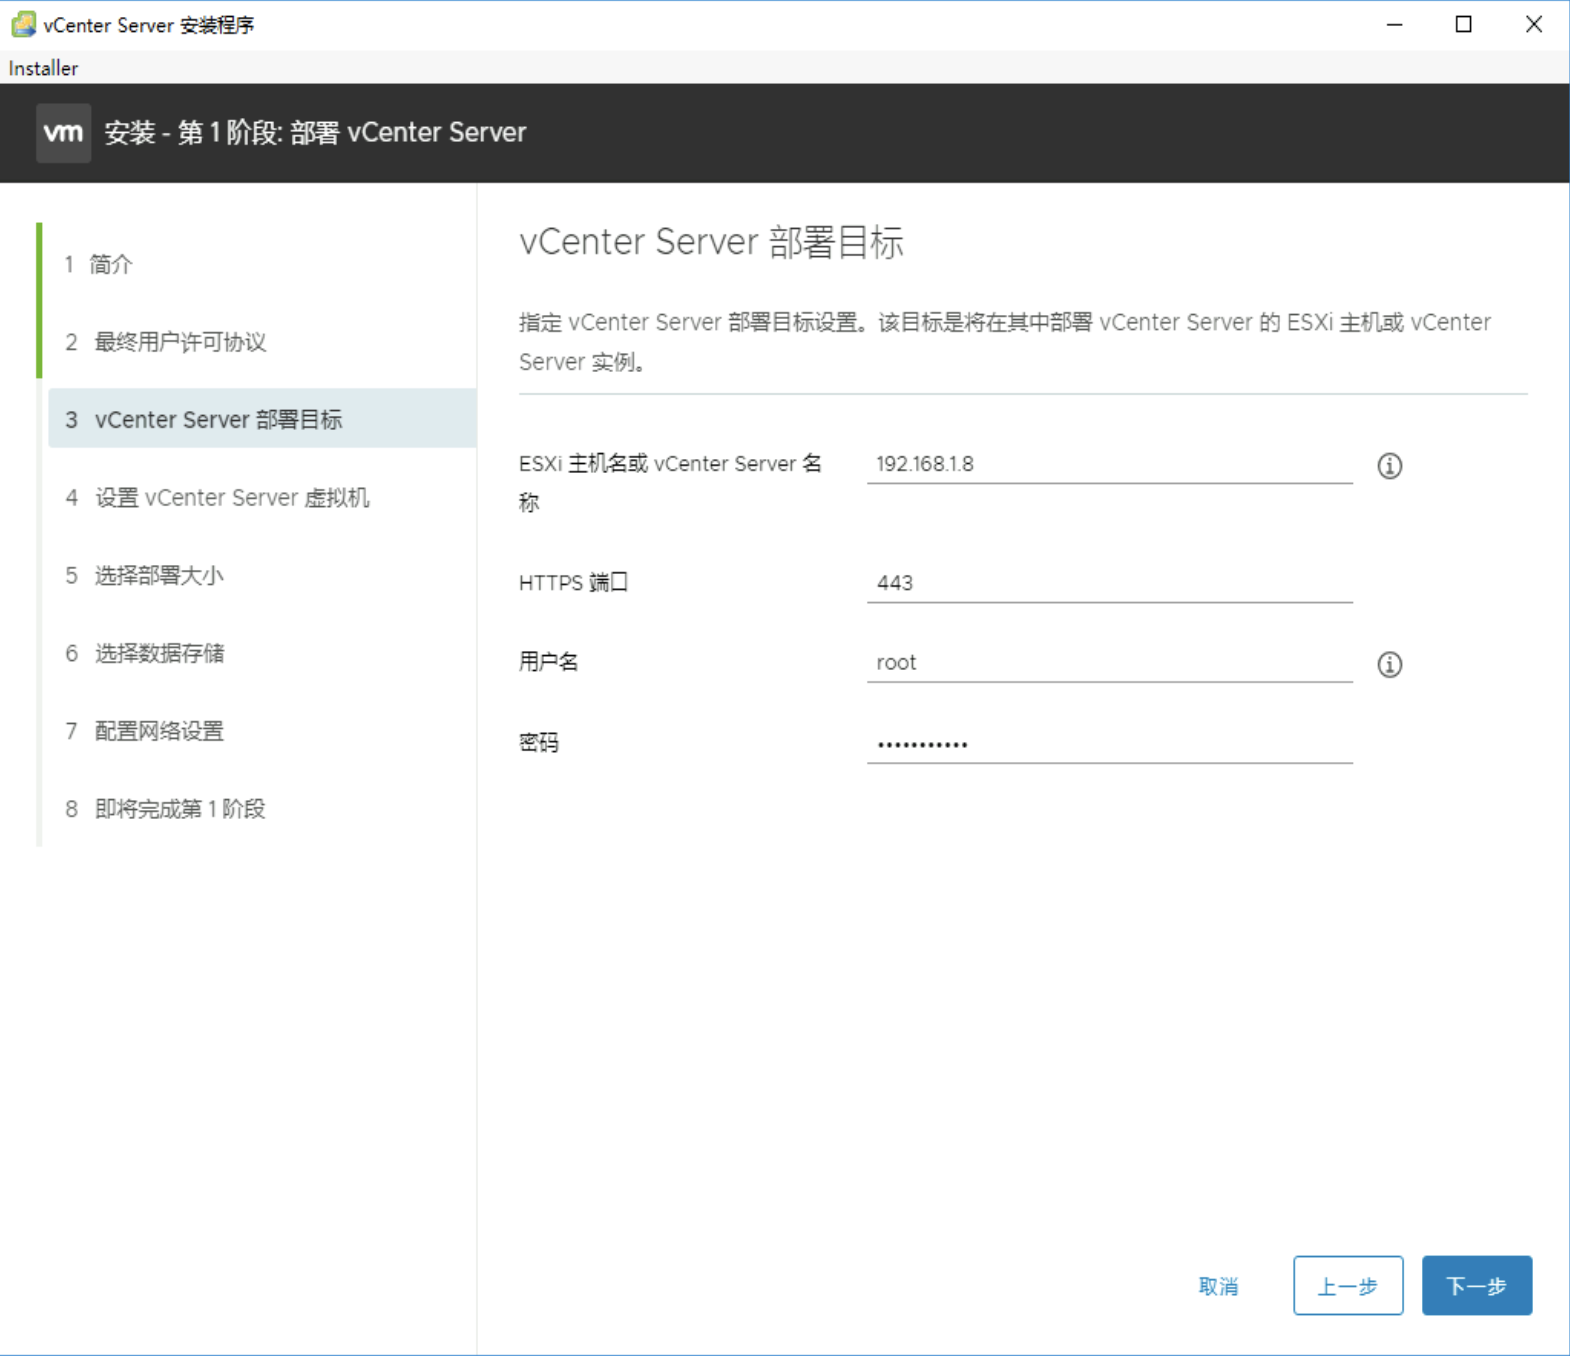 vCenter Server 安装程序
Installer
vm 安装 - 第 1 阶段: 部署 vCenter Server
1 简介
2 最终用户许可协议
3 vCenter Server 部署目标
4 设置 vCenter Server 虚拟机
5 选择部署大小
6 选择数据存储
7 配置网络设置
8 即将完成第 1 阶段
vCenter Server 部署目标
指定 vCenter Server 部署目标设置。该目标是将在其中部署 vCenter Server 的 ESXi 主机或 vCenter
Server 实例。
ESXi 主机名或 vCenter Server 名
称
192.168.1.8
HTTPS 端口
443
用户名
root
密码
•••••••••••
取消
上一步
下一步